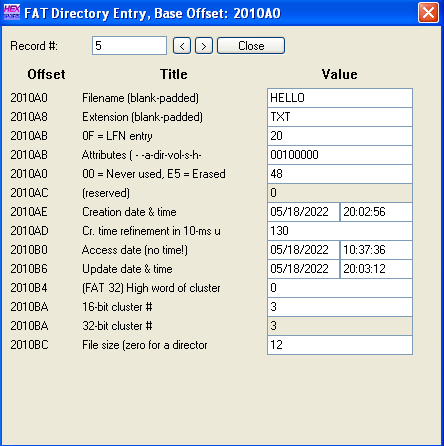 HEX FAT Directory Entry, Base Offset: 2010A0
Record #: 5 < > Close
Offset Title Value
2010A0 Filename (blank-padded) HELLO
2010A8 Extension (blank-padded) TXT
2010AB 0F = LFN entry 20
2010AB Attributes ( - -a-dir-vol-s-h- 00100000
2010A0 00 = Never used, E5 = Erased 48
2010AC (reserved) 0
2010AE Creation date & time 05/18/2022 20:02:56
2010AD Cr. time refinement in 10-ms u 130
2010B0 Access date (no time!) 05/18/2022 10:37:36
2010B6 Update date & time 05/18/2022 20:03:12
2010B4 (FAT 32) High word of cluster 0
2010BA 16-bit cluster # 3
2010BA 32-bit cluster # 3
2010BC File size (zero for a director 12